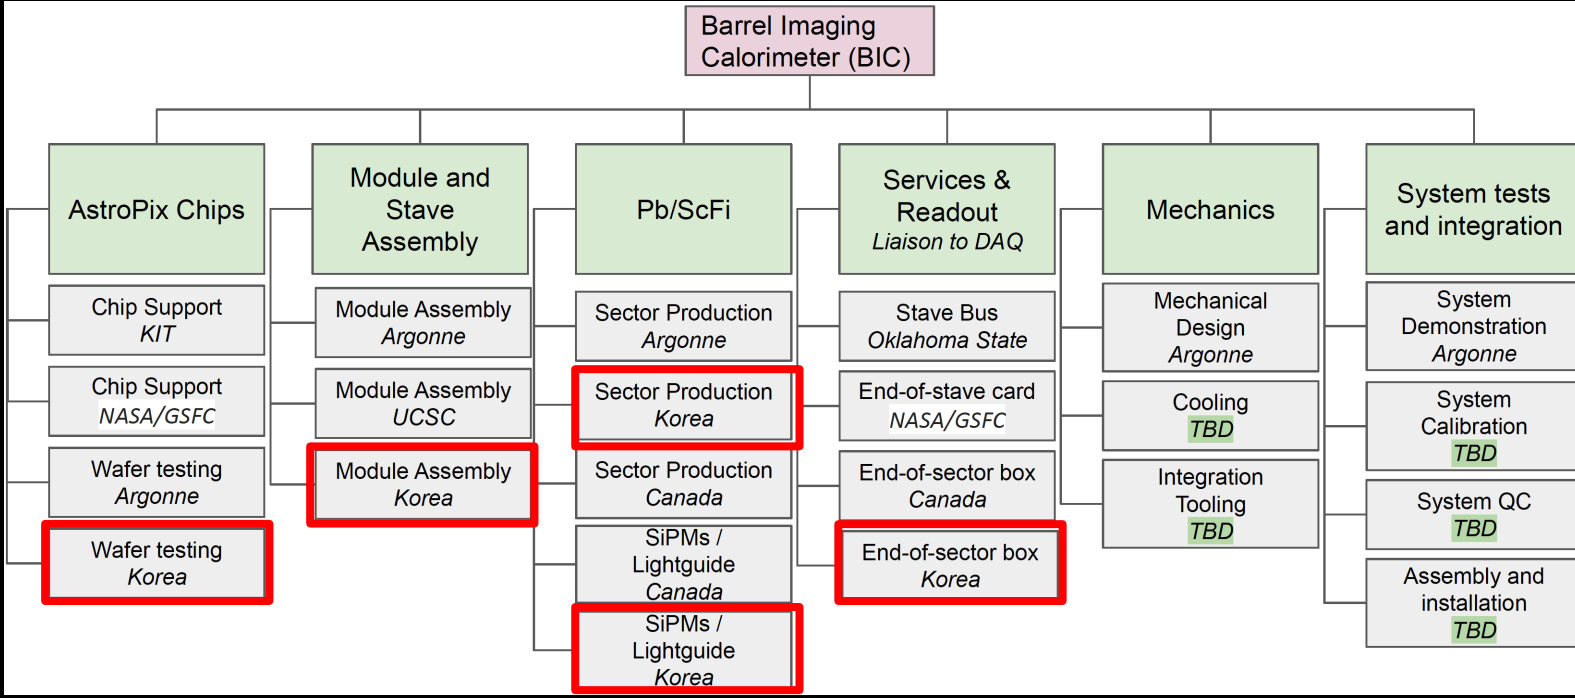 Barrel Imaging
Calorimeter (BIC)
AstroPix Chips
Chip Support
KIT
Chip Support
NASA/GSFC
Wafer testing
Argonne
Wafer testing
Korea
Module and
Stave
Assembly
Module Assembly
Argonne
Module Assembly
UCSC
Module Assembly
Korea
Pb/ScFi
Sector Production
Argonne
Sector Production
Korea
Sector Production
Canada
SiPMs /
Lightguide
Canada
SiPMs /
Lightguide
Korea
Services &
Readout
Liaison to DAQ
Stave Bus
Oklahoma State
End-of-stave card
NASA/GSFC
End-of-sector box
Canada
End-of-sector box
Korea
Mechanics
Mechanical
Design
Argonne
Cooling
TBD
Integration
Tooling
TBD
System tests
and integration
System
Demonstration
Argonne
System
Calibration
TBD
System QC
TBD
Assembly and
installation
TBD